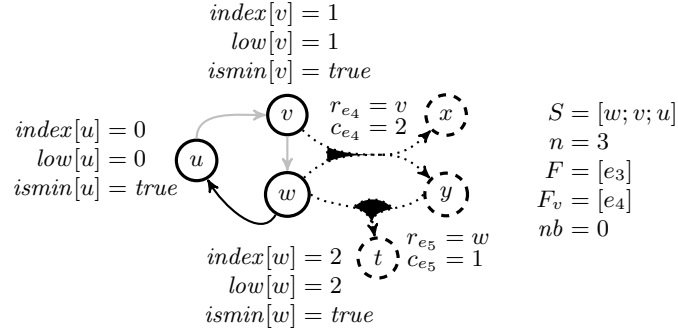 index[v] = 1
low[v] = 1
ismin[v] = true
index[u] = 0
low[u] = 0
ismin[u] = true
u
v
w
r_{e_4} = v
c_{e_4} = 2
x
y
t
r_{e_5} = w
c_{e_5} = 1
index[w] = 2
low[w] = 2
ismin[w] = true
S = [w; v; u]
n = 3
F = [e_3]
F_v = [e_4]
nb = 0